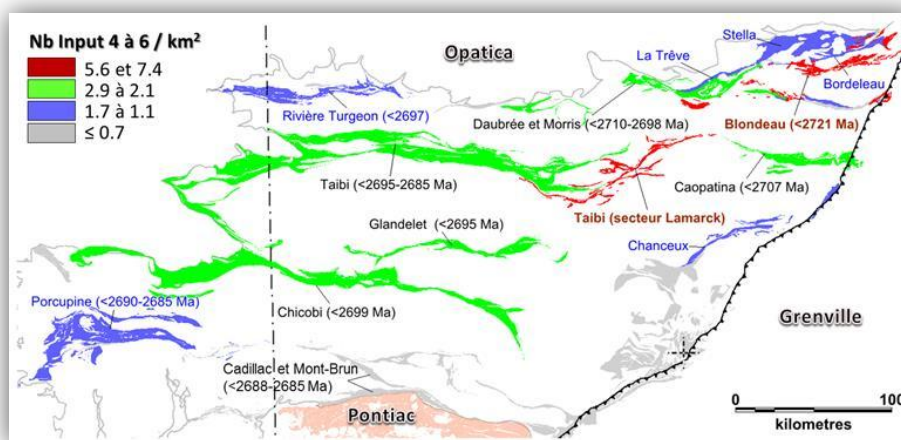 Nb Input 4 à 6 / km²
5.6 et 7.4
2.9 à 2.1
1.7 à 1.1
≤ 0.7
Opatica
Stella
La Trêve
Bordeleau
Rivière Turgeon (<2697)
Daubrée et Morris (<2710-2698 Ma)
Blondeau (<2721 Ma)
Taibi (<2695-2685 Ma)
Caopatina (<2707 Ma)
Taibi (secteur Lamarck)
Glandelet (<2695 Ma)
Chanceux
Porcupine (<2690-2685 Ma)
Chicobi (<2699 Ma)
Grenville
Cadillac et Mont-Brun
(<2688-2685 Ma)
Pontiac
0 100
kilometres